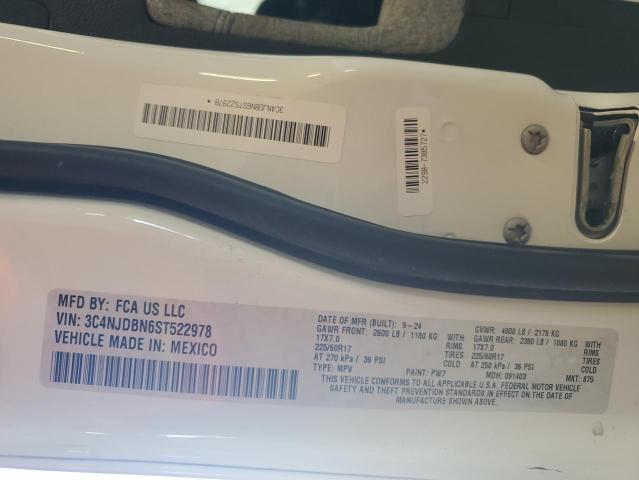 3C4NJDBN6ST522978*
2298-7D85727*
MFD BY: FCA US LLC
VIN: 3C4NJDBN6ST522978
VEHICLE MADE IN: MEXICO
DATE OF MFR (BUILT): 9-24 GVWR: 4800 LB / 2178 KG
GAWR FRONT: 2600 LB / 1180 KG WITH GAWR REAR: 2380 LB / 1080 KG WITH
17X7.0 RIMS 17X7.0 RIMS
225/60R17 TIRES 225/60R17 TIRES
AT 270 kPa / 39 PSI COLD AT 250 kPa / 36 PSI COLD
TYPE: MPV PAINT: PW7 MDH: 091403 MKT: 875
THIS VEHICLE CONFORMS TO ALL APPLICABLE U.S.A. FEDERAL MOTOR VEHICLE
SAFETY AND THEFT PREVENTION STANDARDS IN EFFECT ON THE DATE OF
MANUFACTURE SHOWN ABOVE.